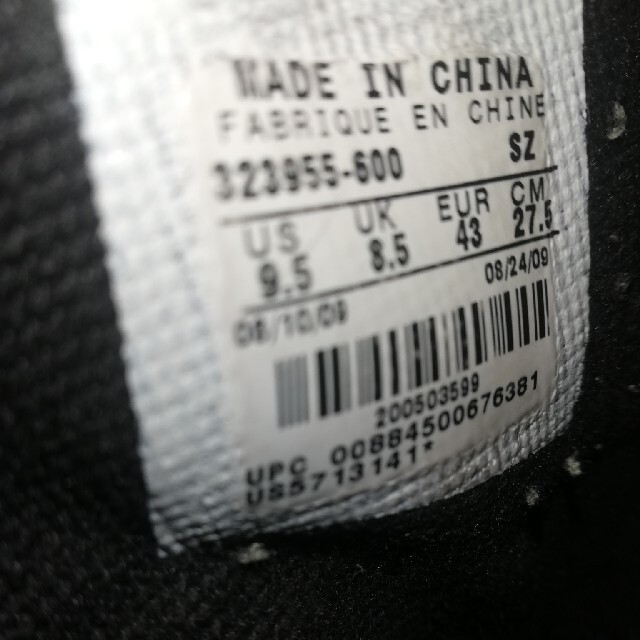 MADE IN CHINA
FABRIQUE EN CHINE
323955-600 SZ
US UK EUR CM
9.5 8.5 43 27.5
06/10/09 08/24/09
200503599
UPC 00884500676381
US5713141*